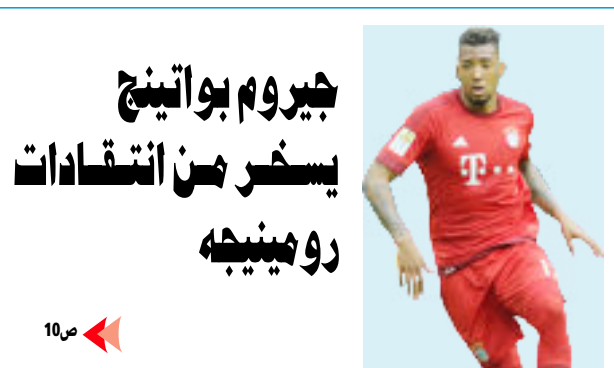 جيروم بواتينج
يسخر من انتقادات
رومينيجه
ص10
T